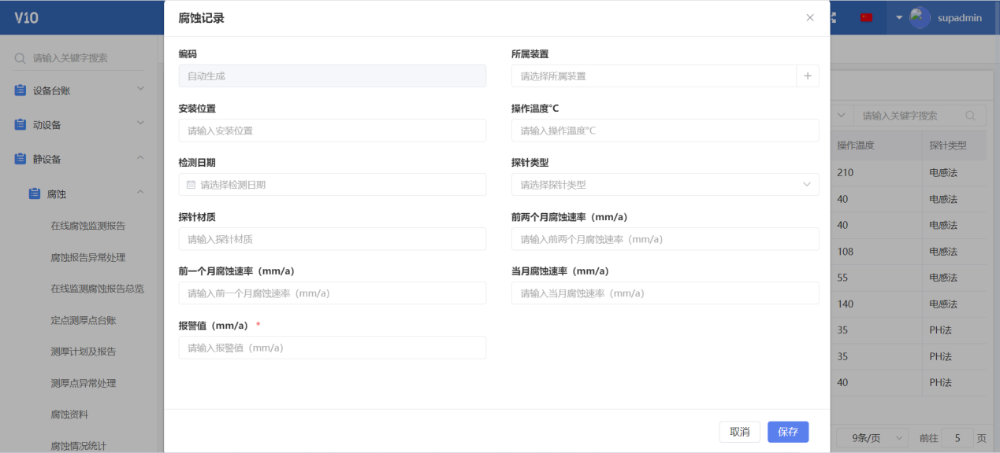 V10
supadmin
请输入关键字搜索
设备台账
动设备
静设备
腐蚀
在线腐蚀监测报告
腐蚀报告异常处理
在线监测腐蚀报告总览
定点测厚点台账
测厚计划及报告
测厚点异常处理
腐蚀资料
腐蚀情况统计
腐蚀记录
编码
自动生成
所属装置
请选择所属装置
安装位置
请输入安装位置
操作温度°C
请输入操作温度°C
检测日期
请选择检测日期
探针类型
请选择探针类型
探针材质
请输入探针材质
前两个月腐蚀速率（mm/a）
请输入前两个月腐蚀速率（mm/a）
前一个月腐蚀速率（mm/a）
请输入前一个月腐蚀速率（mm/a）
当月腐蚀速率（mm/a）
请输入当月腐蚀速率（mm/a）
报警值（mm/a） *
请输入报警值（mm/a）
取消 保存
请输入关键字搜索
操作温度 探针类型
210 电感法
40 电感法
40 电感法
108 电感法
55 电感法
140 电感法
35 PH法
35 PH法
40 PH法
9条/页 前往 5 页